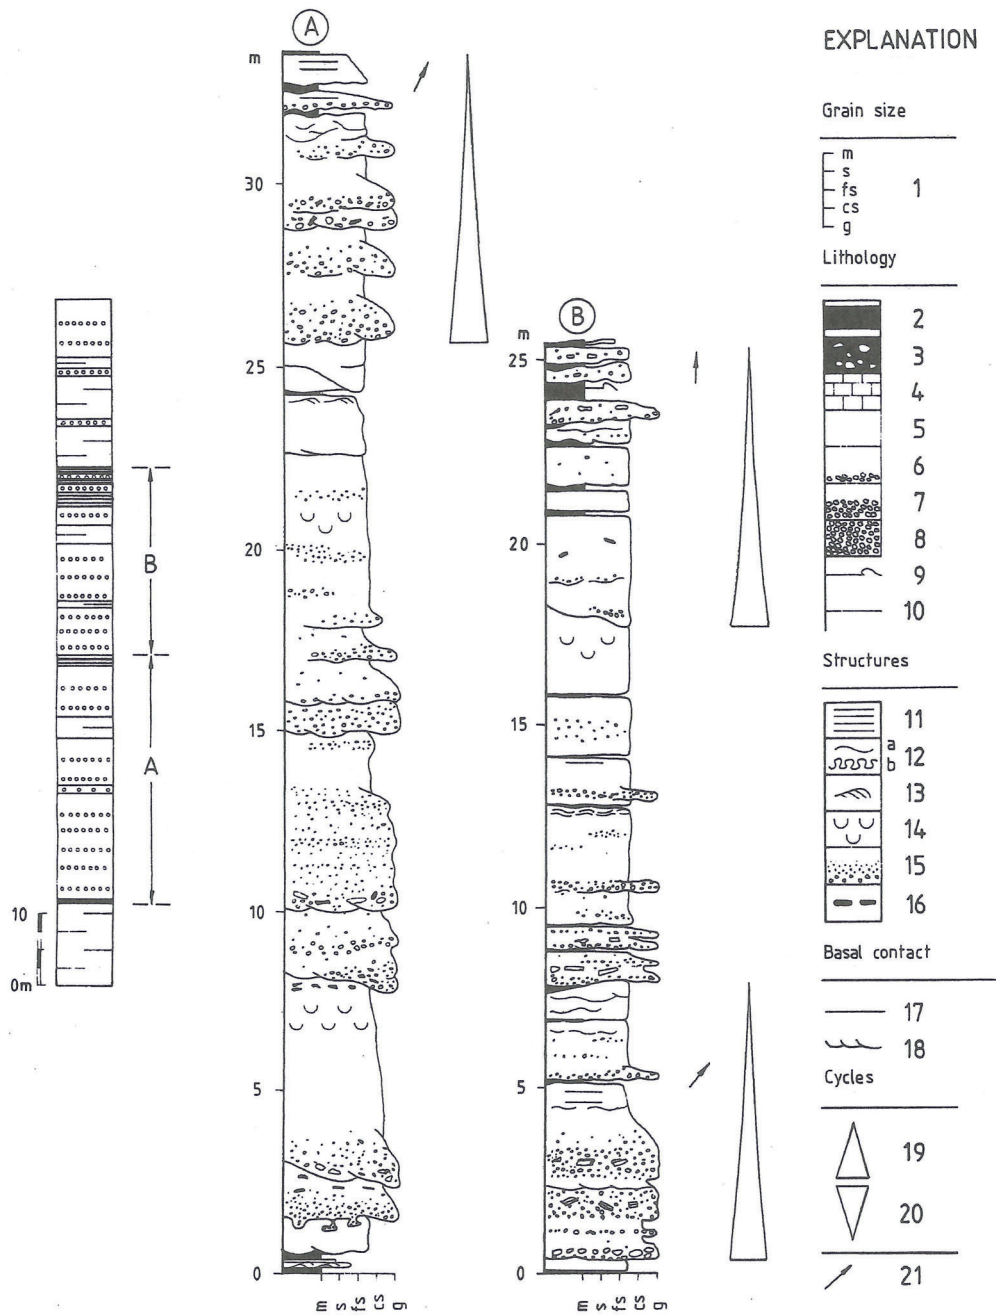 A
m
30
25
20
15
10
5
0
m
s
fs
cs
g
B
m
25
20
15
10
5
0
m
s
fs
cs
g
B
A
10
0m
EXPLANATION
Grain size
m
s
fs
cs
g
1
Lithology
2
3
4
5
6
7
8
9
10
Structures
11
a
b
12
13
14
15
16
Basal contact
17
18
Cycles
19
20
21